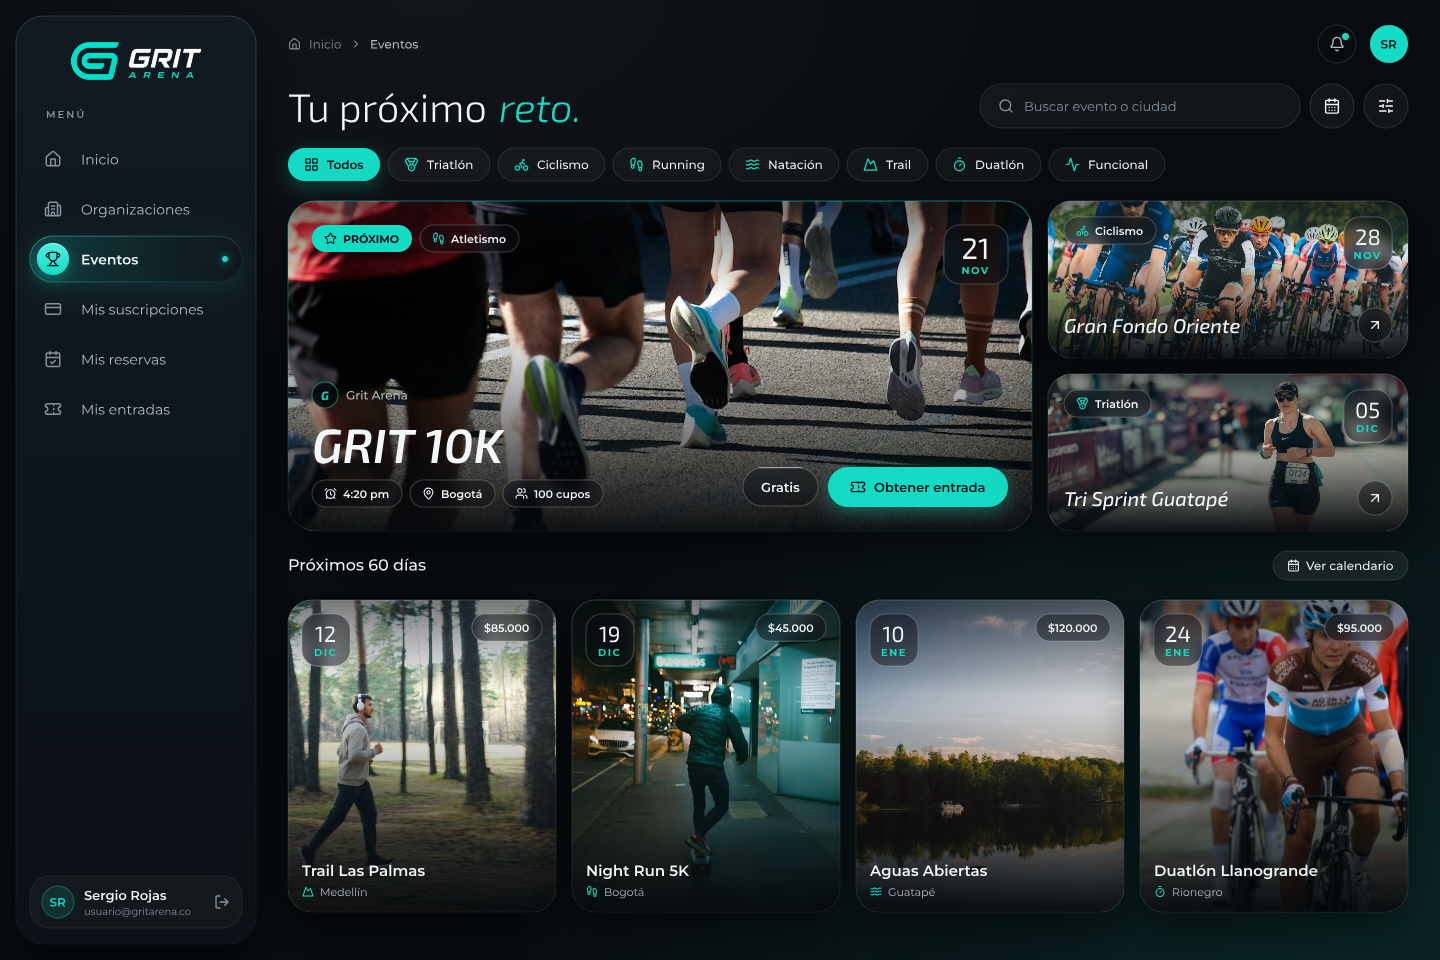 GRIT
ARENA
MENÚ
Inicio
Organizaciones
Eventos
Mis suscripciones
Mis reservas
Mis entradas
SR
Sergio Rojas
usuario@gritarena.co
Inicio
Eventos
SR
Tu próximo reto.
Buscar evento o ciudad
Todos
Triatlón
Ciclismo
Running
Natación
Trail
Duatlón
Funcional
PRÓXIMO
Atletismo
21
NOV
G
Grit Arena
GRIT 10K
4:20 pm
Bogotá
100 cupos
Gratis
Obtener entrada
Ciclismo
28
NOV
Gran Fondo Oriente
Triatlón
05
DIC
0124
Tri Sprint Guatapé
Próximos 60 días
Ver calendario
12
DIC
$85.000
Trail Las Palmas
Medellín
19
DIC
$45.000
Night Run 5K
Bogotá
10
ENE
$120.000
Aguas Abiertas
Guatapé
24
ENE
$95.000
Duatlón Llanogrande
Rionegro